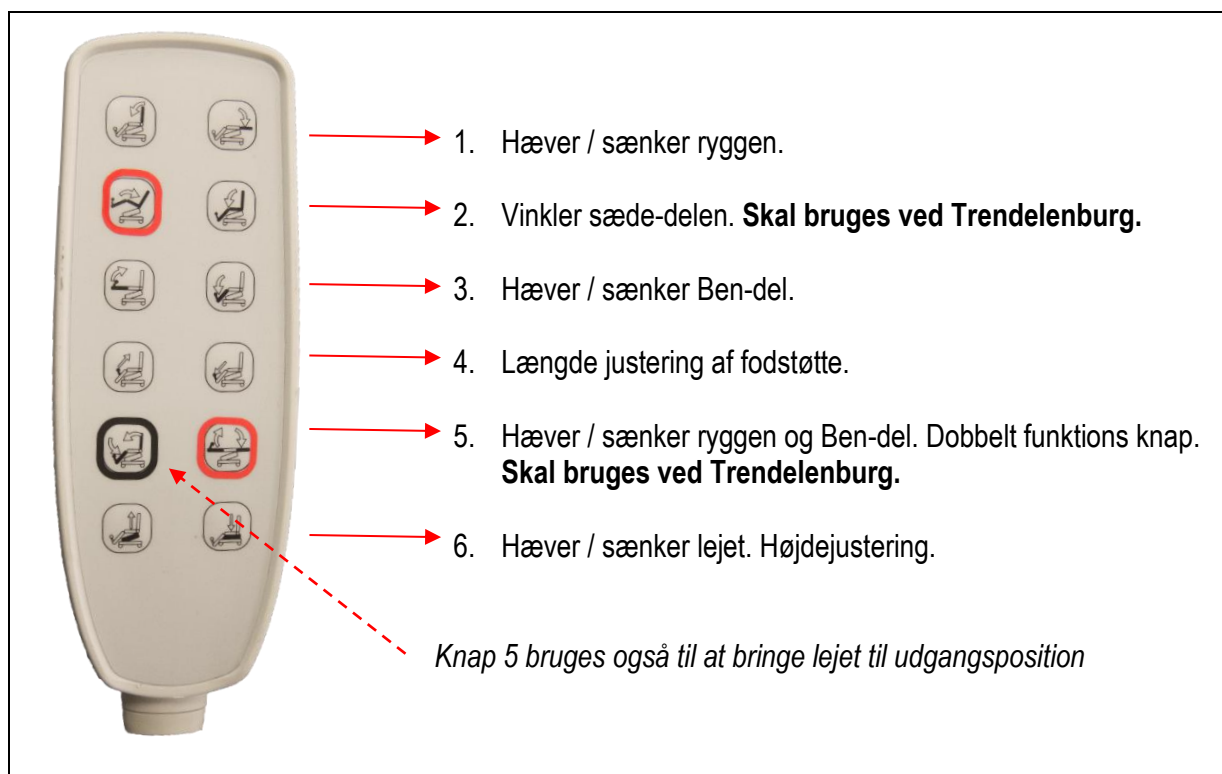 1. Hæver / sænker ryggen.
2. Vinkler sæde-delen. Skal bruges ved Trendelenburg.
3. Hæver / sænker Ben-del.
4. Længde justering af fodstøtte.
5. Hæver / sænker ryggen og Ben-del. Dobbelt funktions knap.
Skal bruges ved Trendelenburg.
6. Hæver / sænker lejet. Højdejustering.
Knap 5 bruges også til at bringe lejet til udgangsposition